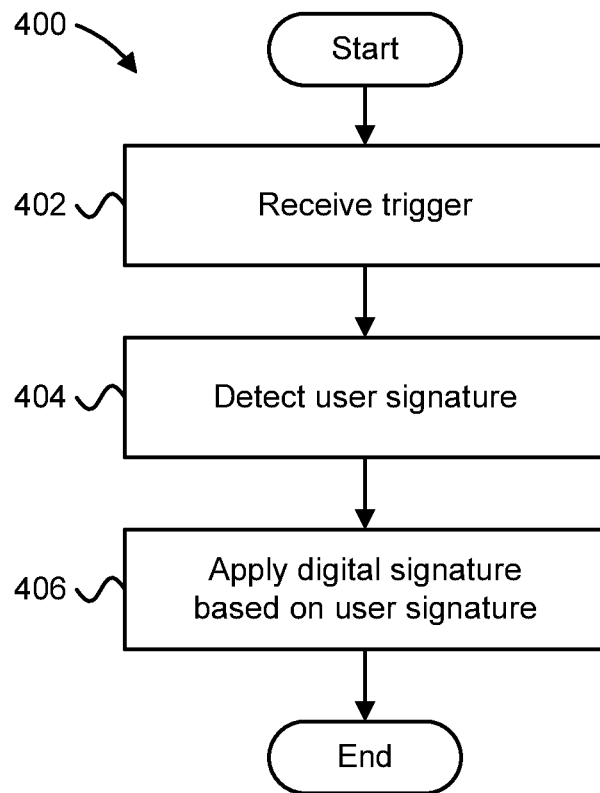 400
Start
402
Receive trigger
404
Detect user signature
406
Apply digital signature
based on user signature
End